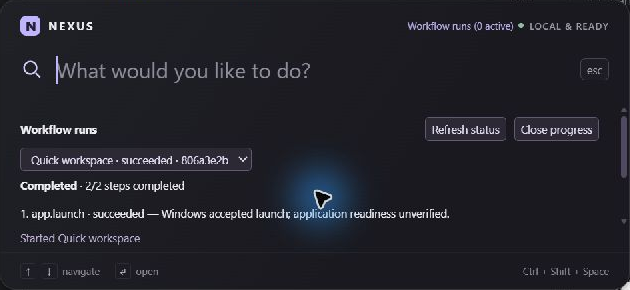 N NEXUS
Workflow runs (0 active) LOCAL & READY
What would you like to do?
esc
Workflow runs
Refresh status
Close progress
Quick workspace · succeeded · 806a3e2b
Completed · 2/2 steps completed
1. app.launch · succeeded — Windows accepted launch; application readiness unverified.
Started Quick workspace
↑ ↓ navigate ↵ open
Ctrl + Shift + Space